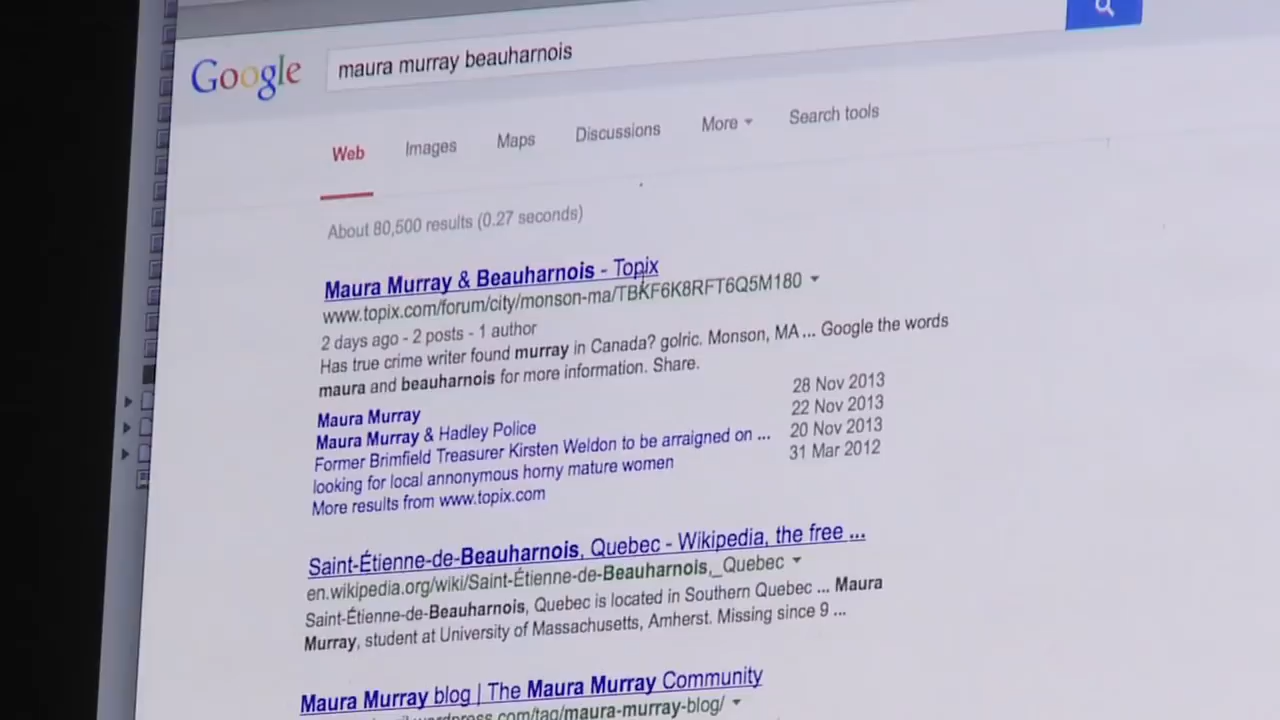 Google
maura murray beauharnois
Web Images Maps Discussions More Search tools
About 80,500 results (0.27 seconds)
Maura Murray & Beauharnois - Topix
www.topix.com/forum/city/monson-ma/TBKF6K8RFT6Q5M180
2 days ago - 2 posts - 1 author
Has true crime writer found murray in Canada? golric. Monson, MA ... Google the words
maura and beauharnois for more information. Share.
Maura Murray 28 Nov 2013
Maura Murray & Hadley Police 22 Nov 2013
Former Brimfield Treasurer Kirsten Weldon to be arraigned on ... 20 Nov 2013
looking for local annonymous horny mature women 31 Mar 2012
More results from www.topix.com
Saint-Étienne-de-Beauharnois, Quebec - Wikipedia, the free ...
en.wikipedia.org/wiki/Saint-Étienne-de-Beauharnois,_Quebec
Saint-Étienne-de-Beauharnois, Quebec is located in Southern Quebec ... Maura
Murray, student at University of Massachusetts, Amherst. Missing since 9 ...
Maura Murray blog | The Maura Murray Community
.com/tag/maura-murray-blog/